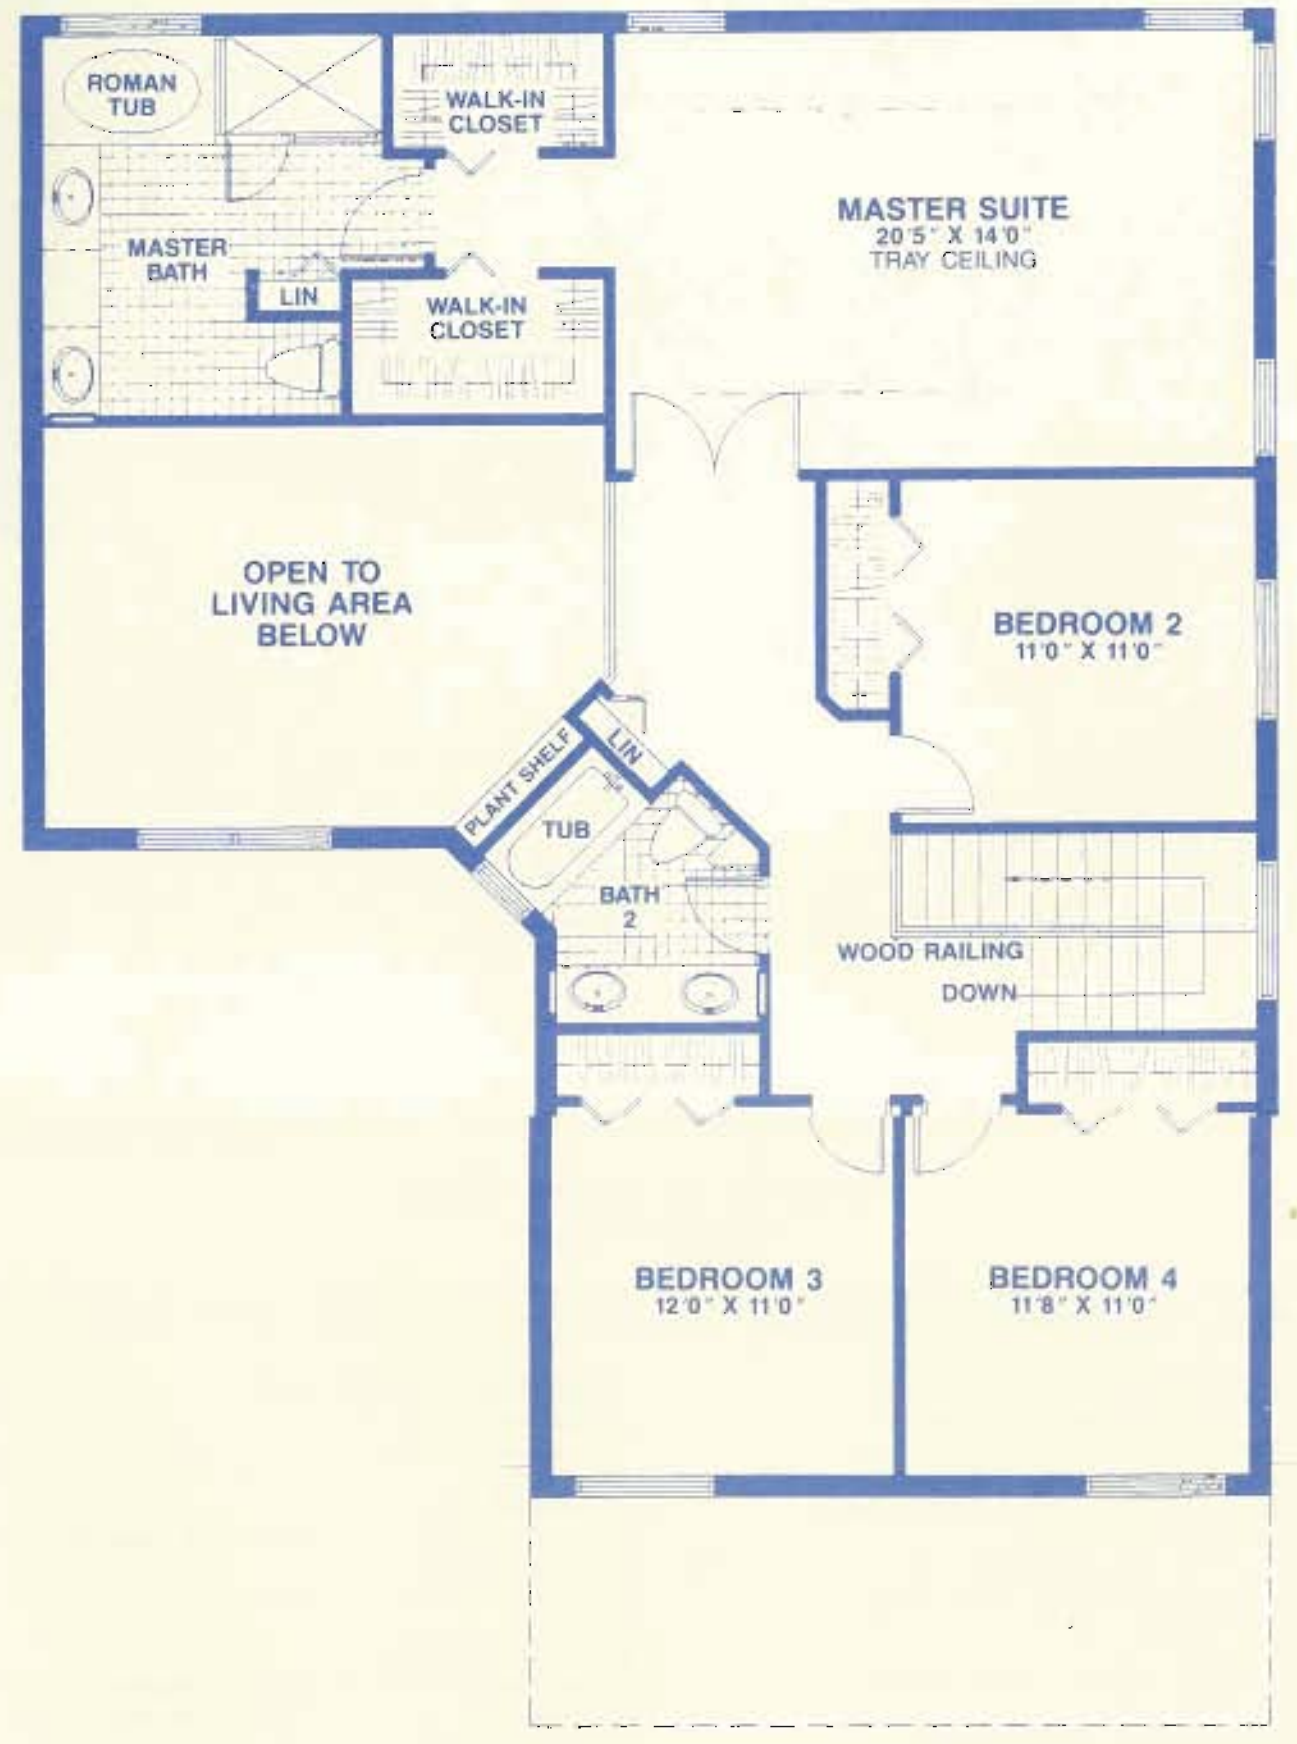 ROMAN
TUB
WALK-IN
CLOSET
MASTER SUITE
20'5" X 14'0"
TRAY CEILING
MASTER
BATH
LIN
WALK-IN
CLOSET
OPEN TO
LIVING AREA
BELOW
BEDROOM 2
11'0" X 11'0"
LIN
PLANT SHELF
TUB
BATH
2
WOOD RAILING
DOWN
BEDROOM 3
12'0" X 11'0"
BEDROOM 4
11'8" X 11'0"